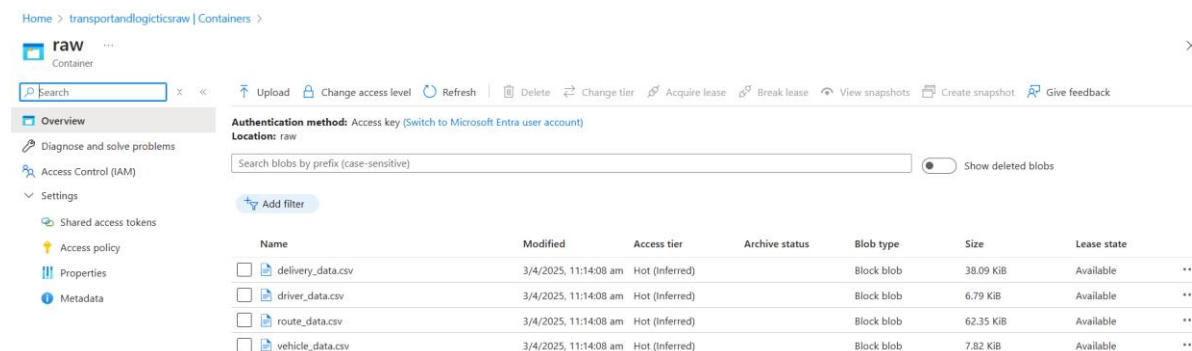 Home > transportandlogicticsraw | Containers >
raw ...
Container
Search
Upload Change access level Refresh Delete Change tier Acquire lease Break lease View snapshots Create snapshot Give feedback
Overview
Diagnose and solve problems
Access Control (IAM)
Settings
Shared access tokens
Access policy
Properties
Metadata
Authentication method: Access key (Switch to Microsoft Entra user account)
Location: raw
Search blobs by prefix (case-sensitive)
Show deleted blobs
Add filter
Name Modified Access tier Archive status Blob type Size Lease state
delivery_data.csv 3/4/2025, 11:14:08 am Hot (Inferred) Block blob 38.09 KiB Available
driver_data.csv 3/4/2025, 11:14:08 am Hot (Inferred) Block blob 6.79 KiB Available
route_data.csv 3/4/2025, 11:14:08 am Hot (Inferred) Block blob 62.35 KiB Available
vehicle_data.csv 3/4/2025, 11:14:08 am Hot (Inferred) Block blob 7.82 KiB Available